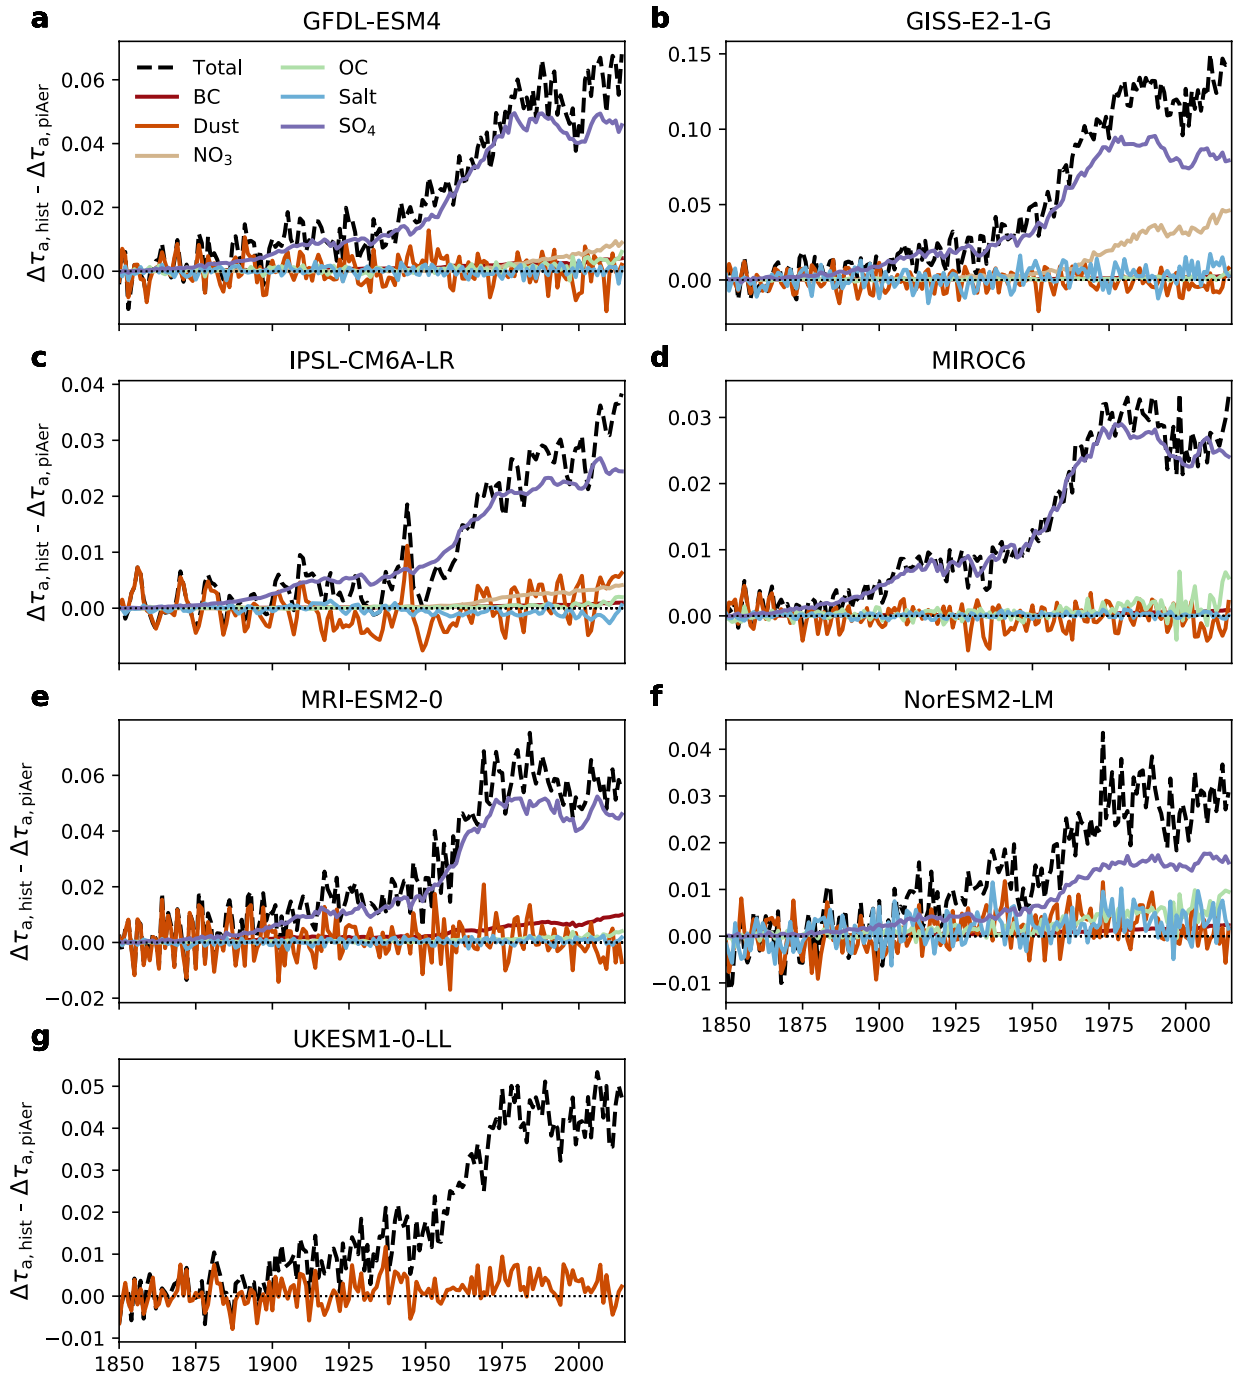 a
GFDL-ESM4
Δτa, hist - Δτa, piAer
0.06
0.04
0.02
0.00
Total
BC
Dust
NO₃
OC
Salt
SO₄
b
GISS-E2-1-G
0.15
0.10
0.05
0.00
c
IPSL-CM6A-LR
Δτa, hist - Δτa, piAer
0.04
0.03
0.02
0.01
0.00
d
MIROC6
0.03
0.02
0.01
0.00
e
MRI-ESM2-0
Δτa, hist - Δτa, piAer
0.06
0.04
0.02
0.00
−0.02
f
NorESM2-LM
0.04
0.03
0.02
0.01
0.00
−0.01
1850 1875 1900 1925 1950 1975 2000
g
UKESM1-0-LL
Δτa, hist - Δτa, piAer
0.05
0.04
0.03
0.02
0.01
0.00
−0.01
1850 1875 1900 1925 1950 1975 2000